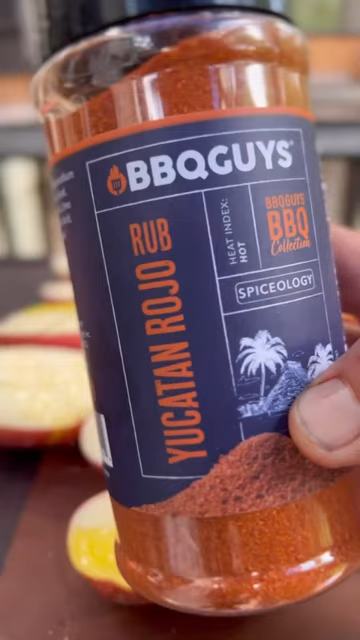 BBQGUYS
RUB
YUCATAN ROJO
HEAT INDEX:
HOT
BBQGUYS
BBQ
Collection
SPICEOLOGY